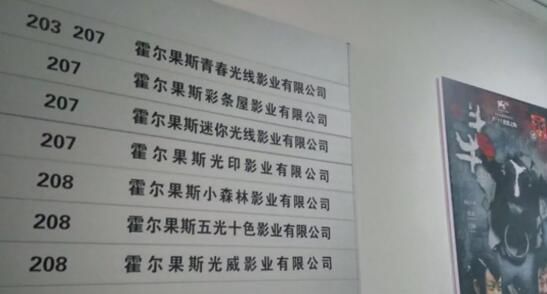 203 207 霍尔果斯青春光线影业有限公司
207 霍尔果斯彩条屋影业有限公司
207 霍尔果斯迷你光线影业有限公司
207 霍尔果斯光印影业有限公司
208 霍尔果斯小森林影业有限公司
208 霍尔果斯五光十色影业有限公司
208 霍尔果斯光威影业有限公司